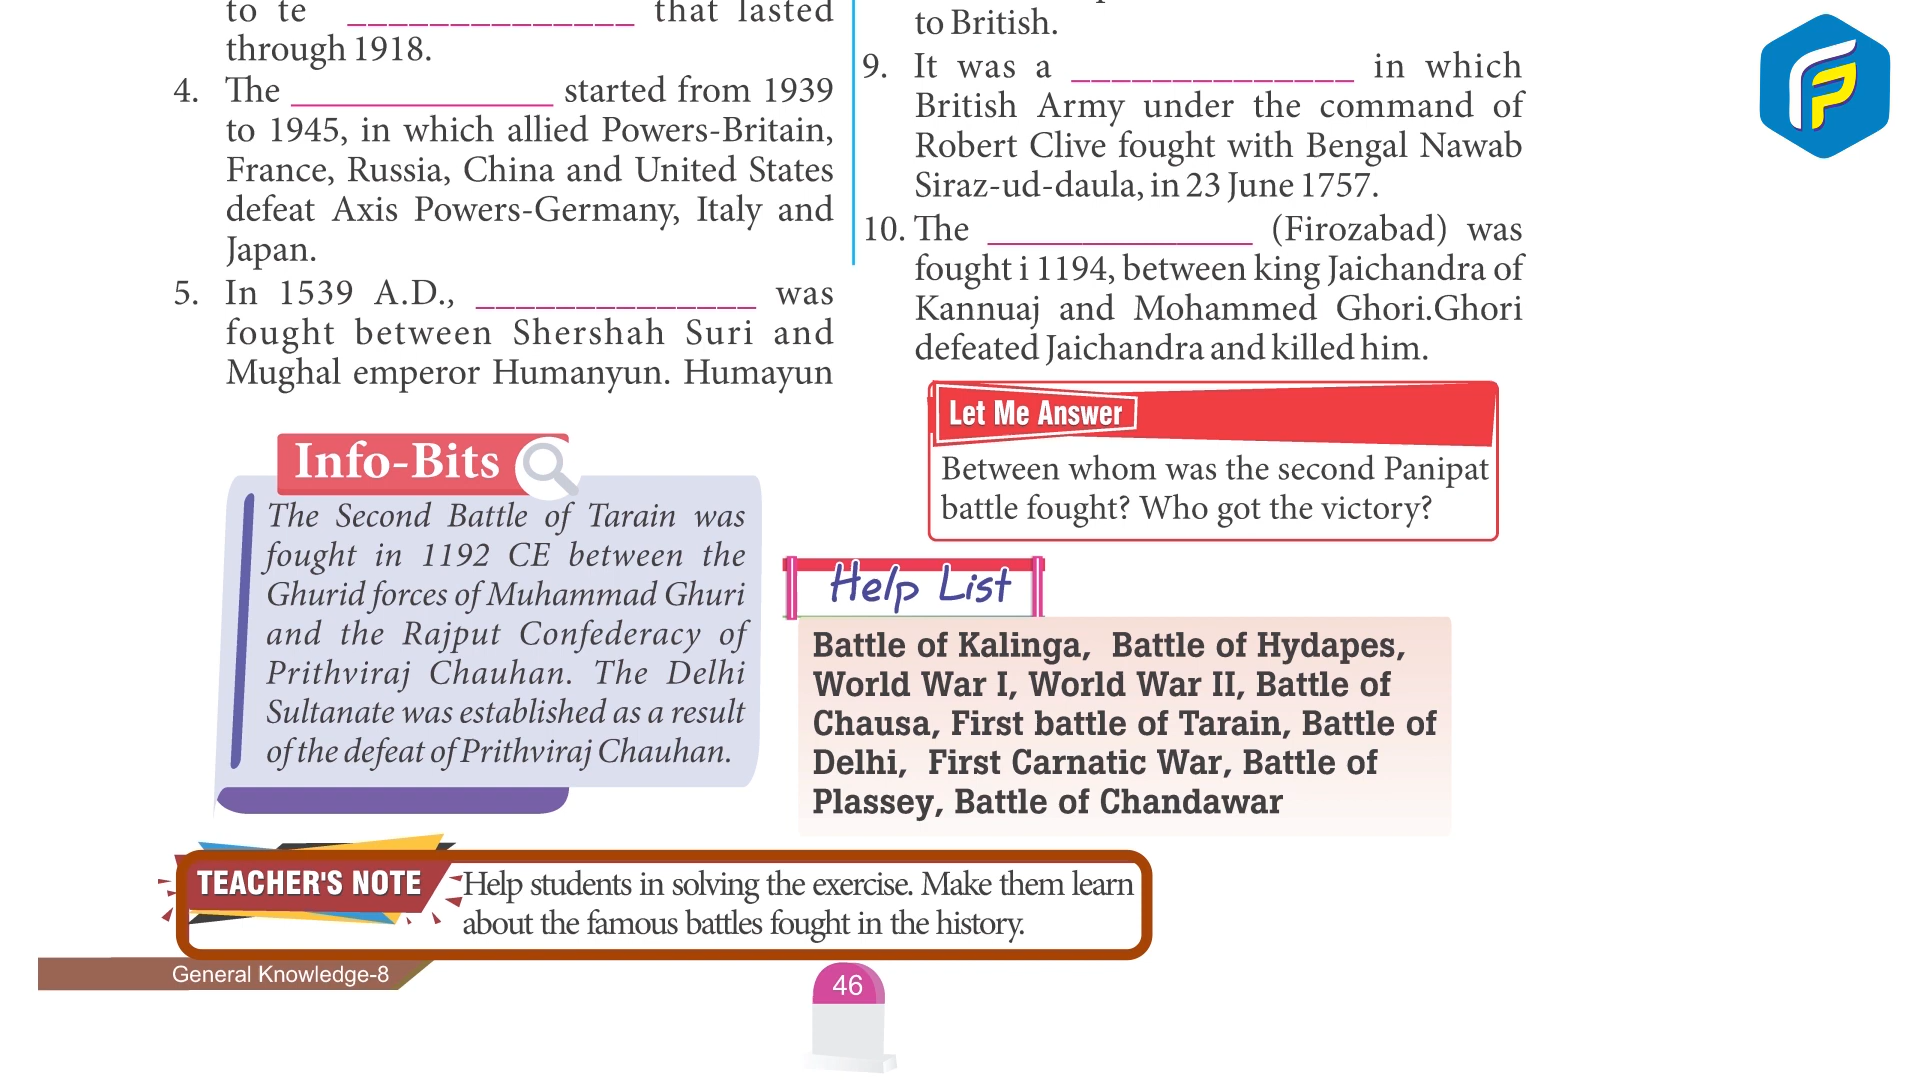 to te ______________ that lasted
through 1918.
4. The ______________ started from 1939
to 1945, in which allied Powers-Britain,
France, Russia, China and United States
defeat Axis Powers-Germany, Italy and
Japan.
5. In 1539 A.D., ______________ was
fought between Shershah Suri and
Mughal emperor Humanyun. Humayun
to British.
9. It was a ______________ in which
British Army under the command of
Robert Clive fought with Bengal Nawab
Siraz-ud-daula, in 23 June 1757.
10. The ______________ (Firozabad) was
fought i 1194, between king Jaichandra of
Kannuaj and Mohammed Ghori.Ghori
defeated Jaichandra and killed him.
Let Me Answer
Between whom was the second Panipat
battle fought? Who got the victory?
Info-Bits
The Second Battle of Tarain was
fought in 1192 CE between the
Ghurid forces of Muhammad Ghuri
and the Rajput Confederacy of
Prithviraj Chauhan. The Delhi
Sultanate was established as a result
of the defeat of Prithviraj Chauhan.
Help List
Battle of Kalinga, Battle of Hydapes,
World War I, World War II, Battle of
Chausa, First battle of Tarain, Battle of
Delhi, First Carnatic War, Battle of
Plassey, Battle of Chandawar
TEACHER'S NOTE
Help students in solving the exercise. Make them learn
about the famous battles fought in the history.
General Knowledge-8
46